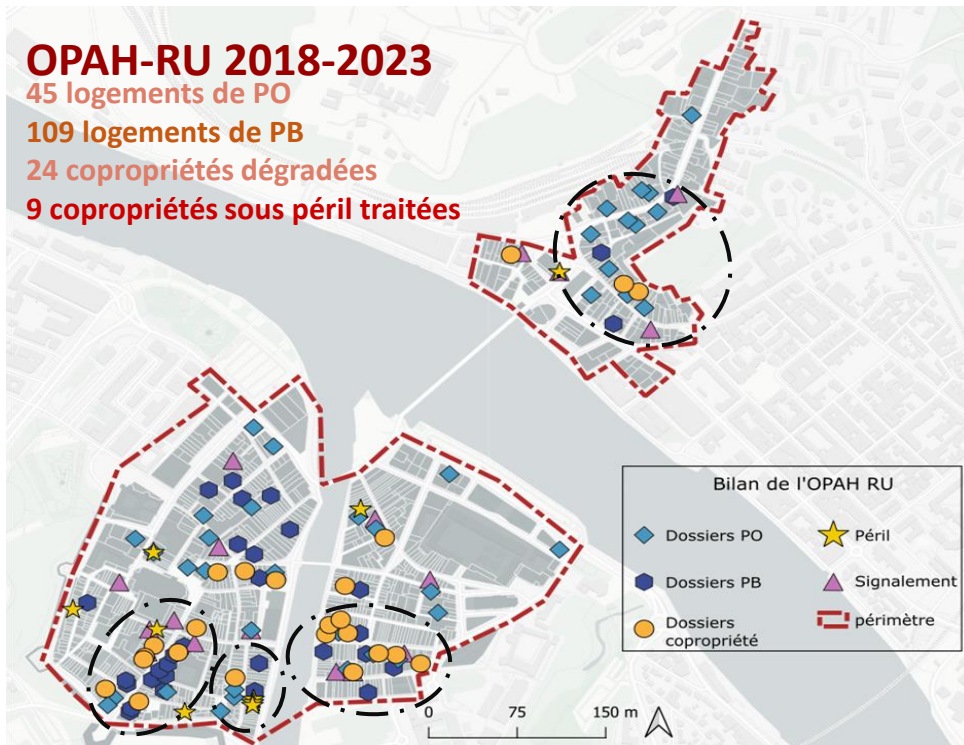 OPAH-RU 2018-2023
45 logements de PO
109 logements de PB
24 copropriétés dégradées
9 copropriétés sous péril traitées
Bilan de l'OPAH RU
Dossiers PO
Péril
Dossiers PB
Signalement
Dossiers
copropriété
périmètre
0 75 150 m